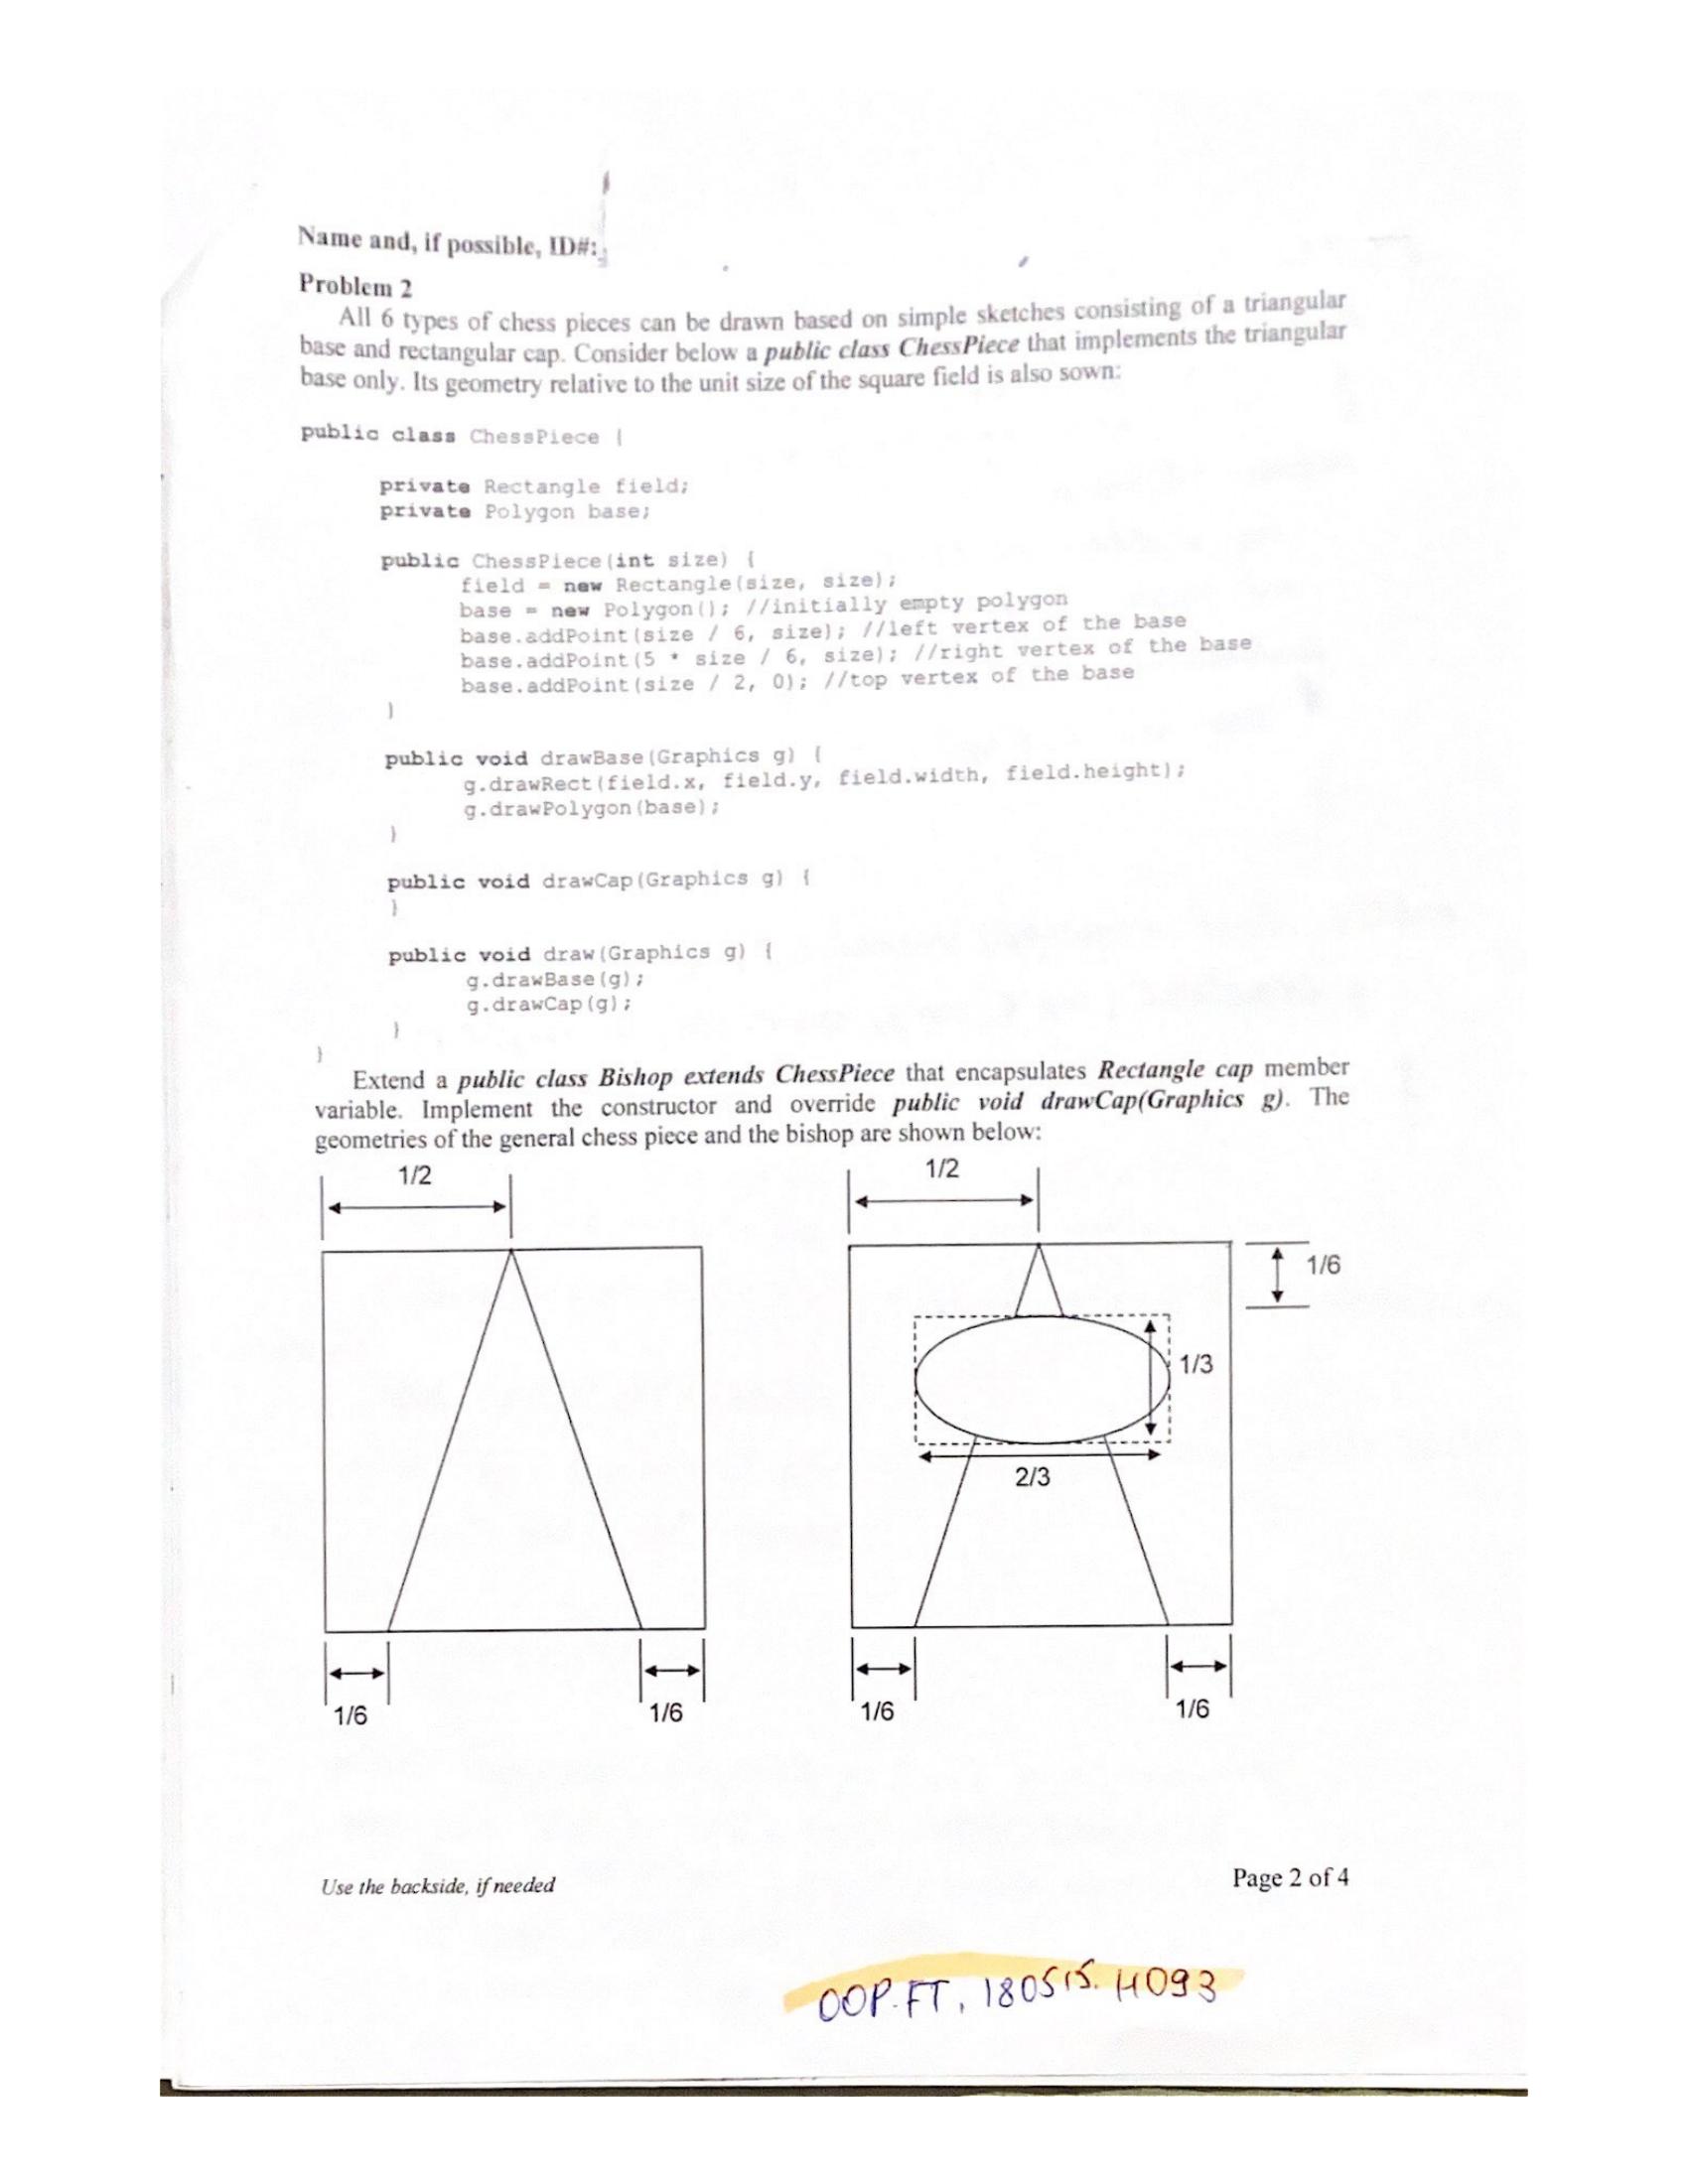 Name and, if possible, ID#:
Problem 2
All 6 types of chess pieces can be drawn based on simple sketches consisting of a triangular
base and rectangular cap. Consider below a public class ChessPiece that implements the triangular
base only. Its geometry relative to the unit size of the square field is also sown:
public class ChessPiece {
private Rectangle field;
private Polygon base;
public ChessPiece(int size) {
field = new Rectangle(size, size);
base = new Polygon(); //initially empty polygon
base.addPoint(size / 6, size); //left vertex of the base
base.addPoint(5 * size / 6, size); //right vertex of the base
base.addPoint(size / 2, 0); //top vertex of the base
}
public void drawBase(Graphics g) {
g.drawRect(field.x, field.y, field.width, field.height);
g.drawPolygon(base);
}
public void drawCap(Graphics g) {
}
public void draw(Graphics g) {
g.drawBase(g);
g.drawCap(g);
}
}
Extend a public class Bishop extends ChessPiece that encapsulates Rectangle cap member
variable. Implement the constructor and override public void drawCap(Graphics g). The
geometries of the general chess piece and the bishop are shown below:
1/2 1/2
1/6
1/3
2/3
1/6 1/6 1/6 1/6
Use the backside, if needed Page 2 of 4
OOP.FT. 180515. 4093